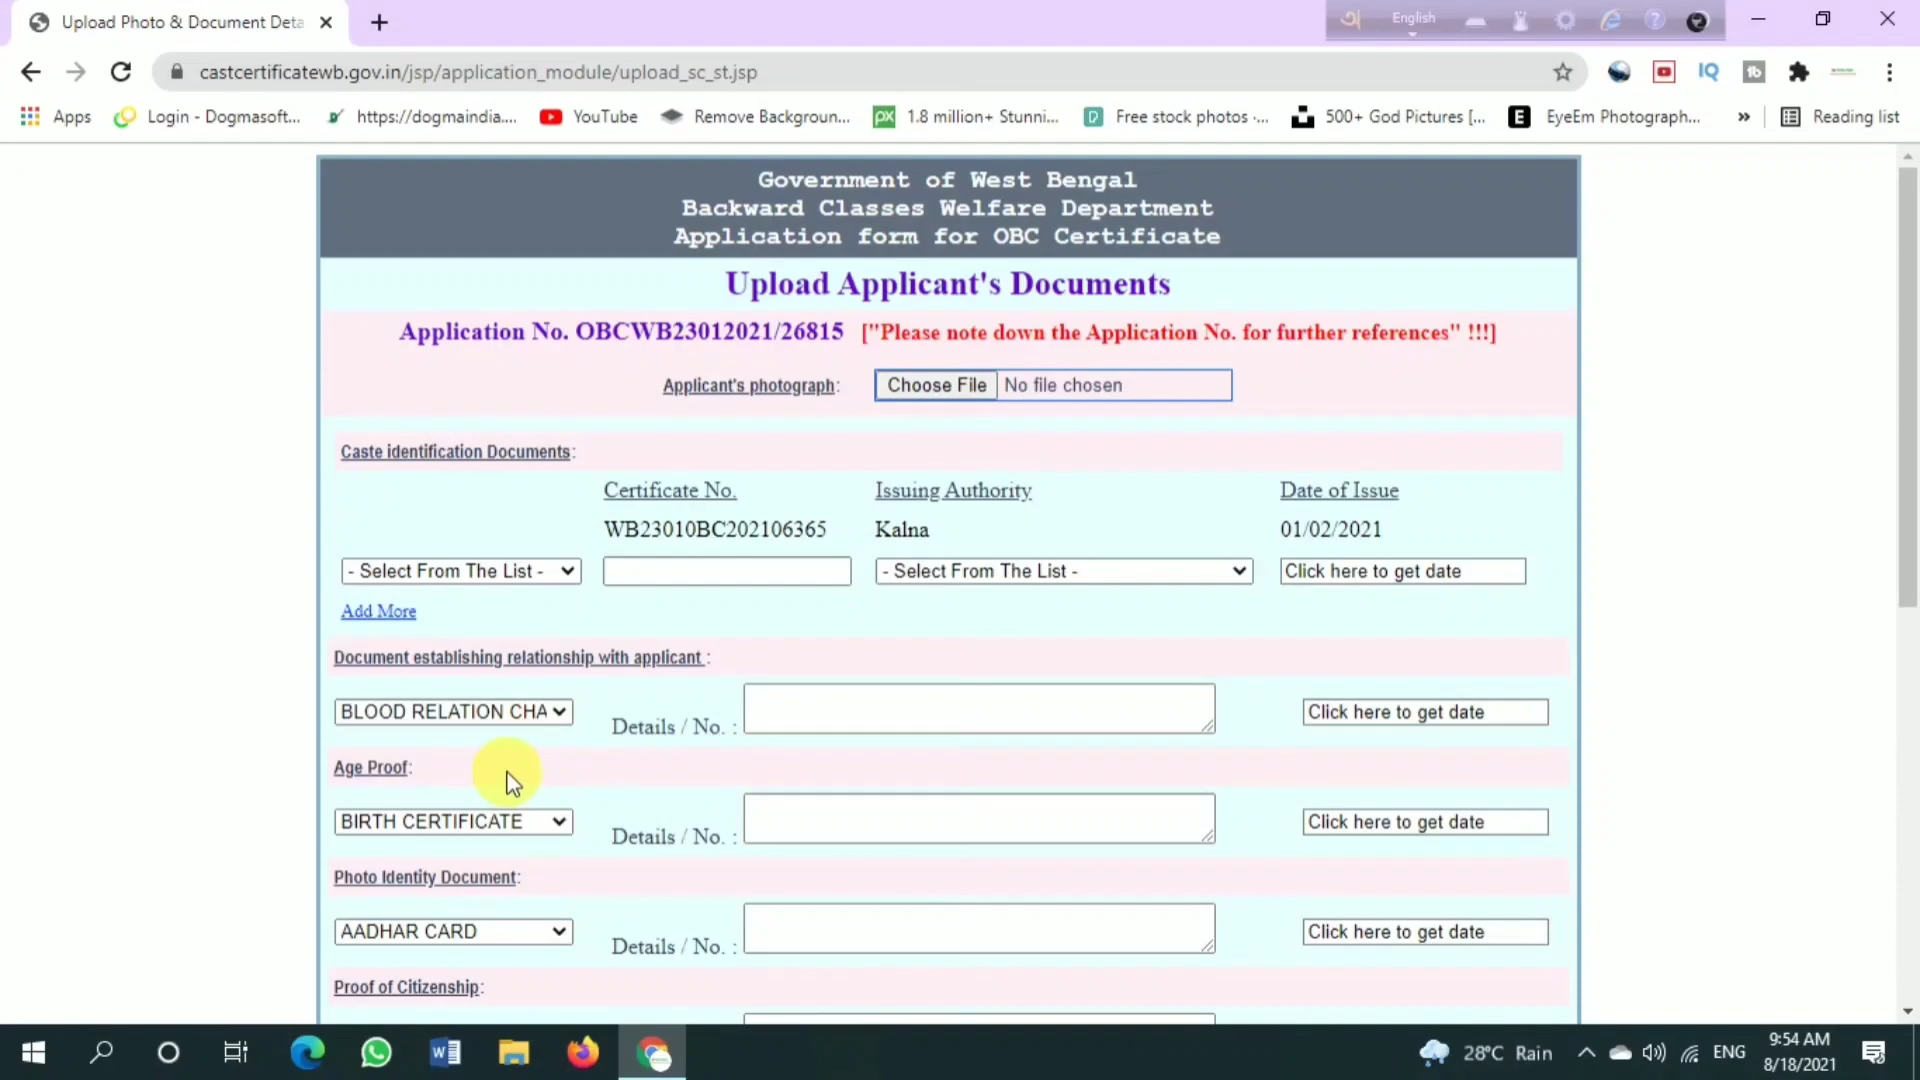 Upload Photo & Document Deta
English
castcertificatewb.gov.in/jsp/application_module/upload_sc_st.jsp
Apps
Login - Dogmasoft...
https://dogmaindia....
YouTube
Remove Backgroun...
1.8 million+ Stunni...
Free stock photos ·...
500+ God Pictures [...
EyeEm Photograph...
Reading list
Government of West Bengal
Backward Classes Welfare Department
Application form for OBC Certificate
Upload Applicant's Documents
Application No. OBCWB23012021/26815 ["Please note down the Application No. for further references" !!!]
Applicant's photograph: Choose File No file chosen
Caste identification Documents:
Certificate No. Issuing Authority Date of Issue
WB2301OBC202106365 Kalna 01/02/2021
- Select From The List - - Select From The List - Click here to get date
Add More
Document establishing relationship with applicant :
BLOOD RELATION CHA Details / No. : Click here to get date
Age Proof:
BIRTH CERTIFICATE Details / No. : Click here to get date
Photo Identity Document:
AADHAR CARD Details / No. : Click here to get date
Proof of Citizenship:
28°C Rain ENG
9:54 AM
8/18/2021